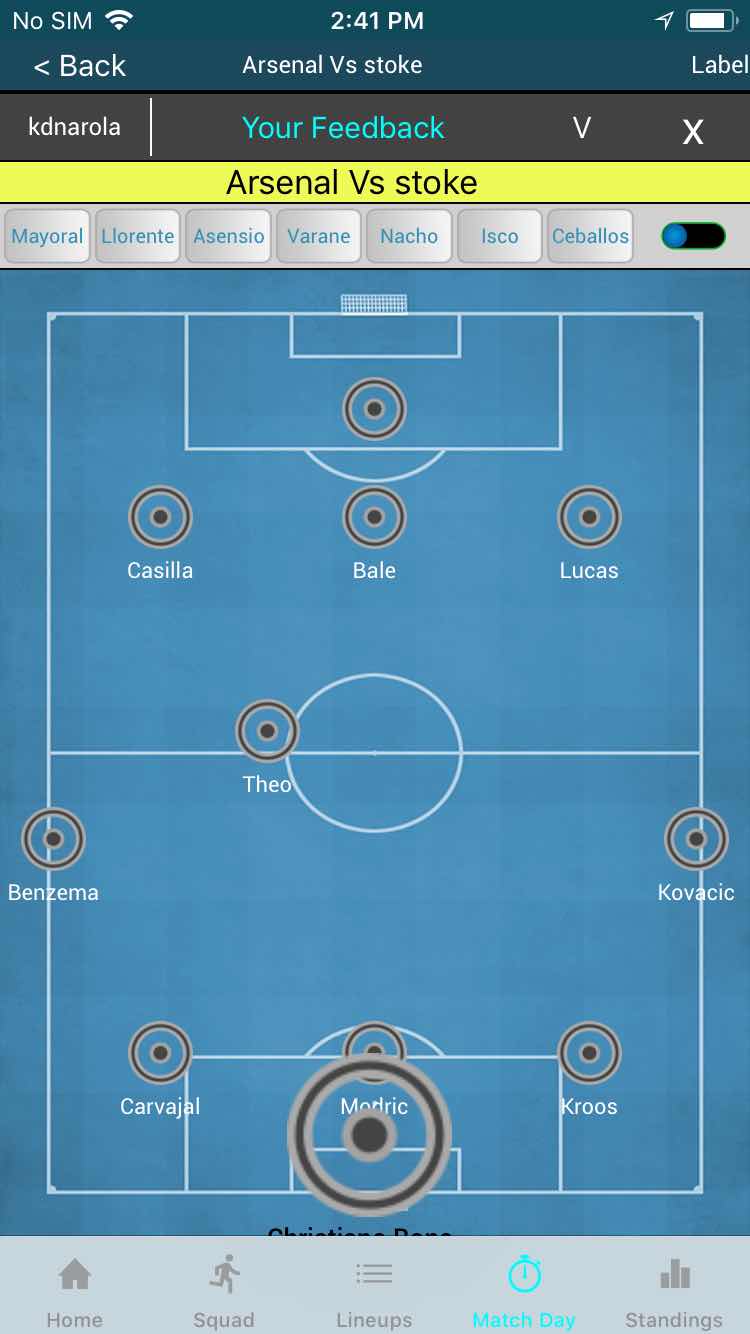 No SIM 2:41 PM
< Back Arsenal Vs stoke Label
kdnarola Your Feedback V X
Arsenal Vs stoke
Mayoral Llorente Asensio Varane Nacho Isco Ceballos
Casilla Bale Lucas
Theo
Benzema Kovacic
Carvajal Modric Kroos
Home Squad Lineups Match Day Standings